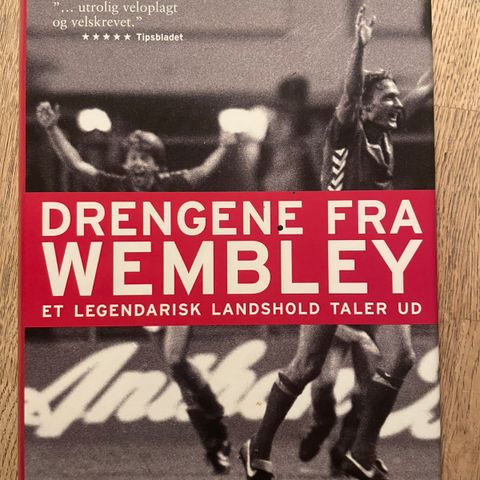 ”... utrolig veloplagt
og velskrevet.”
★★★★★ Tipsbladet
DRENGENE FRA
WEMBLEY
ET LEGENDARISK LANDSHOLD TALER UD